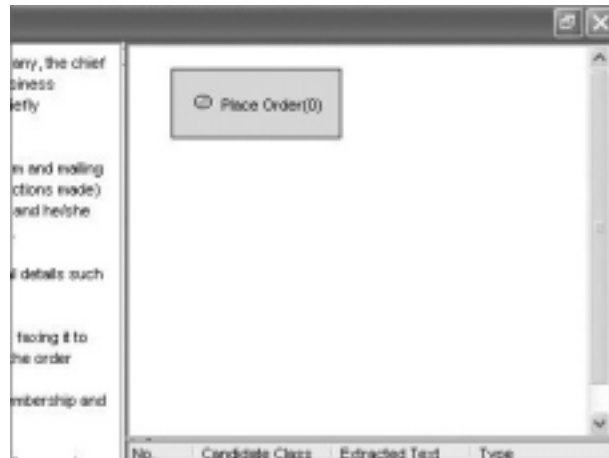 any, the chief
siness
iefly
m and mailing
ctions made)
and he/she
l details such
faxing it to
he order
mbership and
Place Order(0)
No. Candidate Class Extracted Text Type